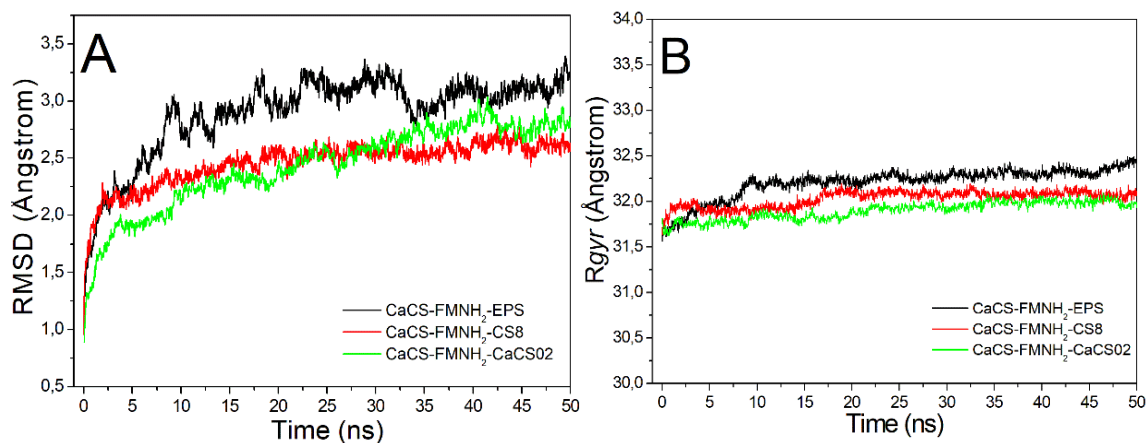 A
RMSD (Ängstrom)
3,5
3,0
2,5
2,0
1,5
1,0
0,5
CaCS-FMNH2-EPS
CaCS-FMNH2-CS8
CaCS-FMNH2-CaCS02
0 5 10 15 20 25 30 35 40 45 50
Time (ns)
B
Rgyr (Ångstrom)
34,0
33,5
33,0
32,5
32,0
31,5
31,0
30,5
30,0
CaCS-FMNH2-EPS
CaCS-FMNH2-CS8
CaCS-FMNH2-CaCS02
0 5 10 15 20 25 30 35 40 45 50
Time (ns)